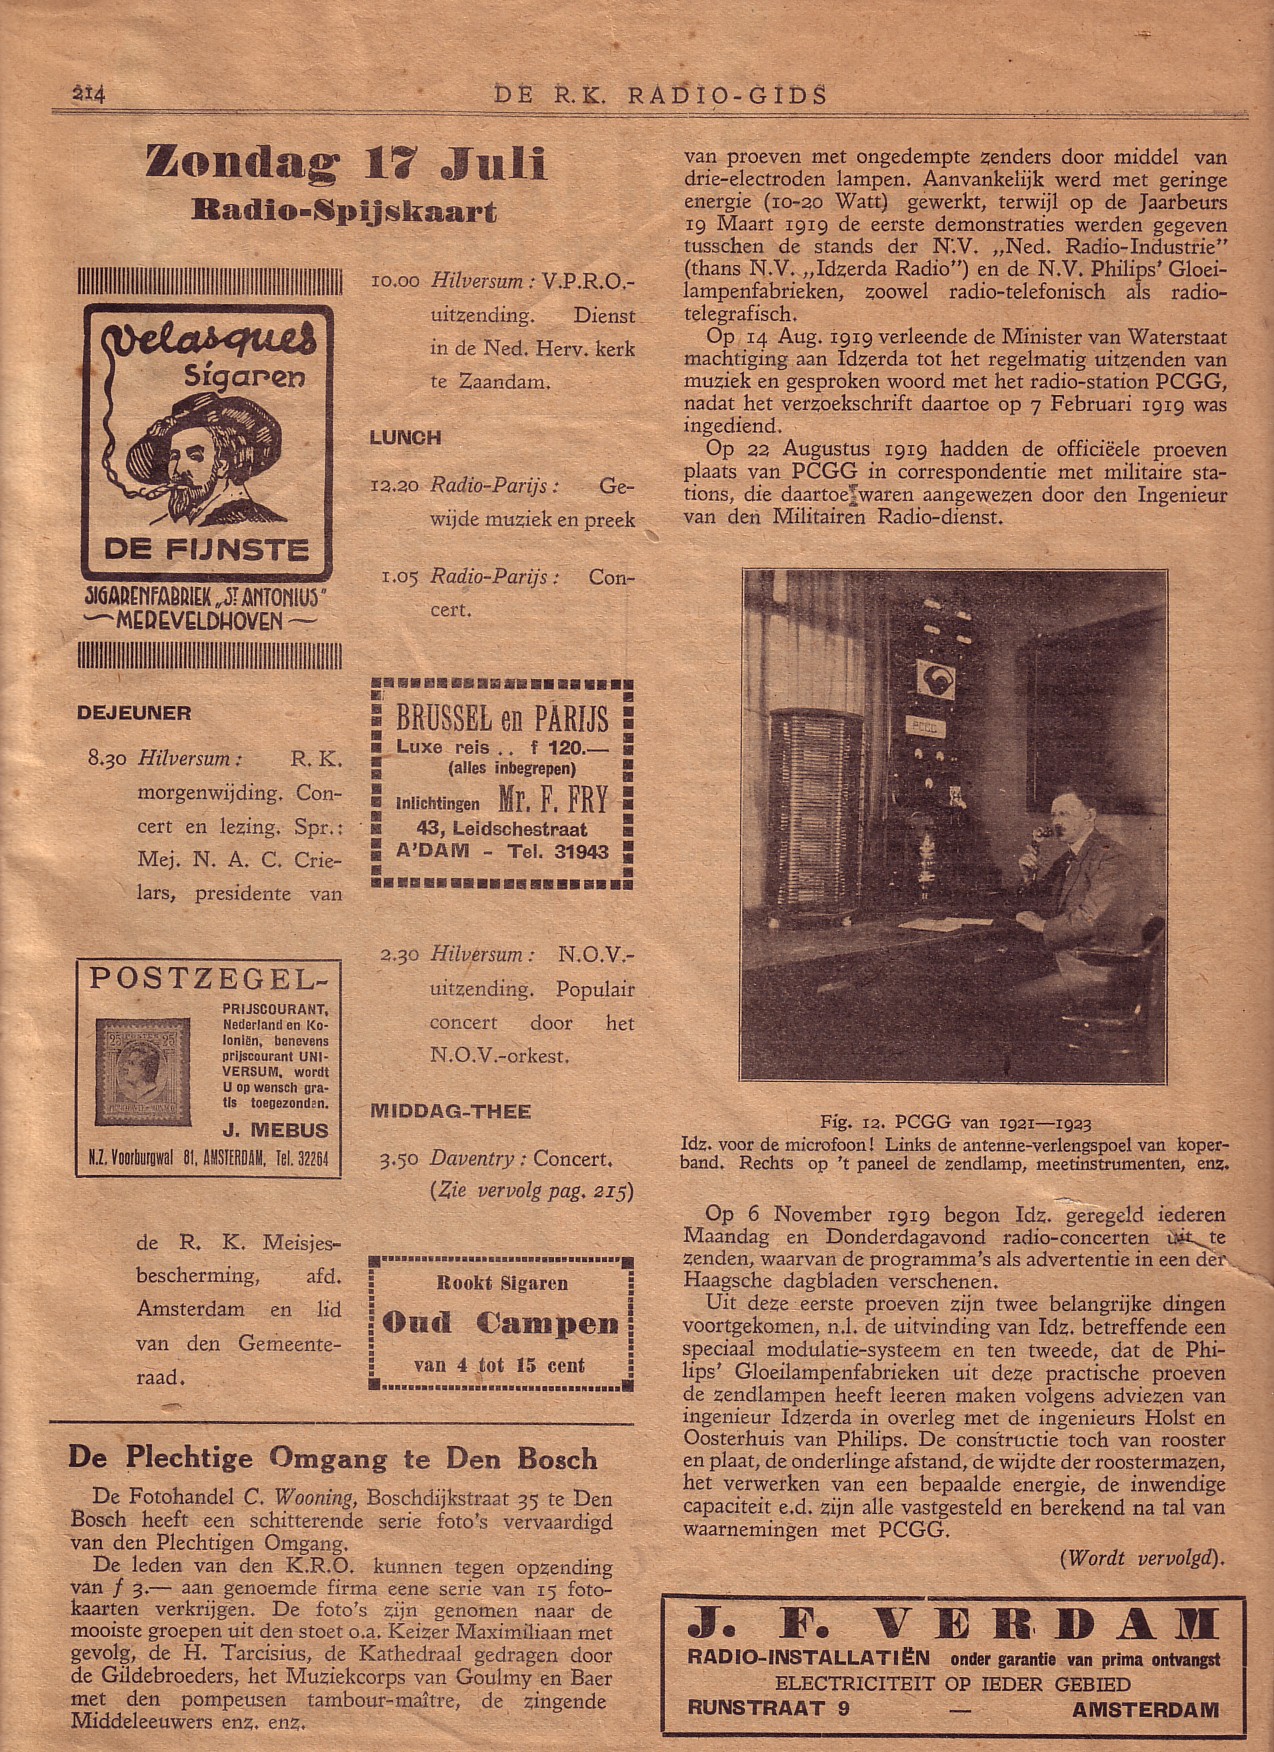 214
DE R.K. RADIO-GIDS
Zondag 17 Juli
Radio-Spijskaart
Velasques
Sigaren
DE FIJNSTE
SIGARENFABRIEK „ST ANTONIUS"
— MEREVELDHOVEN —
DEJEUNER
8.30 Hilversum: R. K.
morgenwijding. Con-
cert en lezing. Spr.:
Mej. N. A. C. Crie-
lars, presidente van
POSTZEGEL-
PRIJSCOURANT,
Nederland en Ko-
loniën, benevens
prijscourant UNI-
VERSUM, wordt
U op wensch gra-
tis toegezonden.
J. MEBUS
N.Z. Voorburgwal 81, AMSTERDAM, Tel. 32264
de R. K. Meisjes-
bescherming, afd.
Amsterdam en lid
van den Gemeente-
raad.
10.00 Hilversum: V.P.R.O.-
uitzending. Dienst
in de Ned. Herv. kerk
te Zaandam.
LUNCH
12.20 Radio-Parijs: Ge-
wijde muziek en preek
1.05 Radio-Parijs: Con-
cert.
BRUSSEL en PARIJS
Luxe reis .. f 120.—
(alles inbegrepen)
Inlichtingen Mr. F. FRY
43, Leidschestraat
A'DAM - Tel. 31943
2.30 Hilversum: N.O.V.-
uitzending. Populair
concert door het
N.O.V.-orkest.
MIDDAG-THEE
3.50 Daventry: Concert.
(Zie vervolg pag. 215)
Rookt Sigaren
Oud Campen
van 4 tot 15 cent
De Plechtige Omgang te Den Bosch
De Fotohandel C. Wooning, Boschdijkstraat 35 te Den
Bosch heeft een schitterende serie foto's vervaardigd
van den Plechtigen Omgang.
De leden van den K.R.O. kunnen tegen opzending
van f 3.— aan genoemde firma eene serie van 15 foto-
kaarten verkrijgen. De foto's zijn genomen naar de
mooiste groepen uit den stoet o.a. Keizer Maximiliaan met
gevolg, de H. Tarcisius, de Kathedraal gedragen door
de Gildebroeders, het Muziekcorps van Goulmy en Baer
met den pompeusen tambour-maître, de zingende
Middeleeuwers enz. enz.
van proeven met ongedempte zenders door middel van
drie-electroden lampen. Aanvankelijk werd met geringe
energie (10-20 Watt) gewerkt, terwijl op de Jaarbeurs
19 Maart 1919 de eerste demonstraties werden gegeven
tusschen de stands der N.V. „Ned. Radio-Industrie"
(thans N.V. „Idzerda Radio") en de N.V. Philips' Gloei-
lampenfabrieken, zoowel radio-telefonisch als radio-
telegrafisch.
Op 14 Aug. 1919 verleende de Minister van Waterstaat
machtiging aan Idzerda tot het regelmatig uitzenden van
muziek en gesproken woord met het radio-station PCGG,
nadat het verzoekschrift daartoe op 7 Februari 1919 was
ingediend.
Op 22 Augustus 1919 hadden de officiëele proeven
plaats van PCGG in correspondentie met militaire sta-
tions, die daartoe waren aangewezen door den Ingenieur
van den Militairen Radio-dienst.
PCGG
Fig. 12. PCGG van 1921—1923
Idz. voor de microfoon! Links de antenne-verlengspoel van koper-
band. Rechts op 't paneel de zendlamp, meetinstrumenten, enz.
Op 6 November 1919 begon Idz. geregeld iederen
Maandag en Donderdagavond radio-concerten uit te
zenden, waarvan de programma's als advertentie in een der
Haagsche dagbladen verschenen.
Uit deze eerste proeven zijn twee belangrijke dingen
voortgekomen, n.l. de uitvinding van Idz. betreffende een
speciaal modulatie-systeem en ten tweede, dat de Phi-
lips' Gloeilampenfabrieken uit deze practische proeven
de zendlampen heeft leeren maken volgens adviezen van
ingenieur Idzerda in overleg met de ingenieurs Holst en
Oosterhuis van Philips. De constructie toch van rooster
en plaat, de onderlinge afstand, de wijdte der roostermazen,
het verwerken van een bepaalde energie, de inwendige
capaciteit e.d. zijn alle vastgesteld en berekend na tal van
waarnemingen met PCGG.
(Wordt vervolgd).
J. F. VERDAM
RADIO-INSTALLATIËN onder garantie van prima ontvangst
ELECTRICITEIT OP IEDER GEBIED
RUNSTRAAT 9 — AMSTERDAM